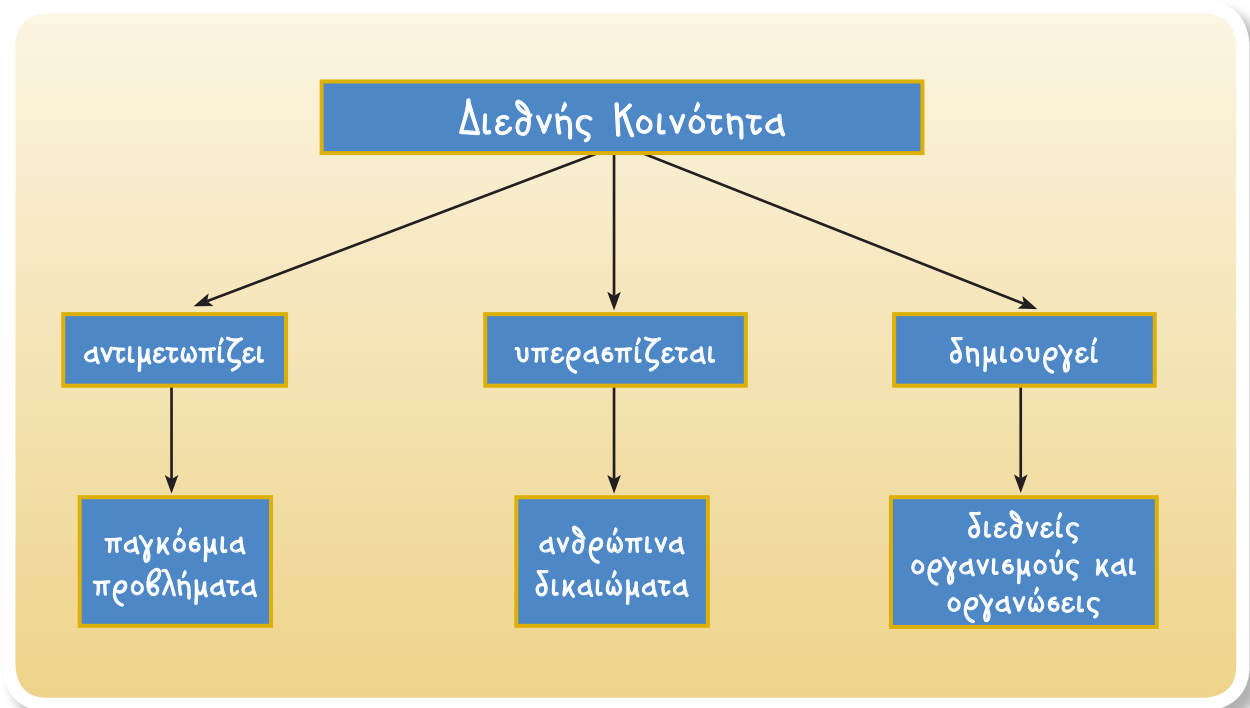 Διεθνής Κοινότητα
αντιμετωπίζει
υπερασπίζεται
δημιουργεί
παγκόσμια
προβλήματα
ανθρώπινα
δικαιώματα
διεθνείς
οργανισμούς και
οργανώσεις